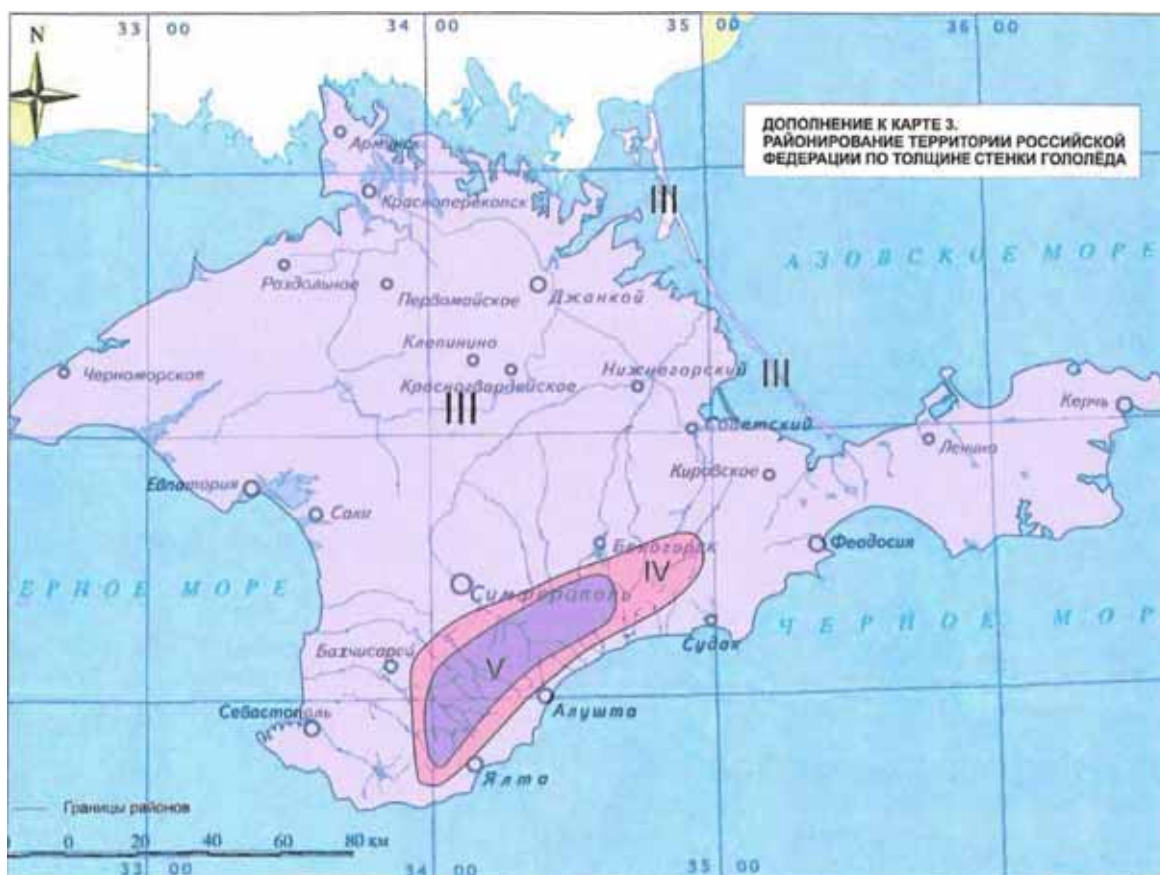 33 00
34 00
35 00
36 00
N
ДОПОЛНЕНИЕ К КАРТЕ 3.
РАЙОНИРОВАНИЕ ТЕРРИТОРИИ РОССИЙСКОЙ
ФЕДЕРАЦИИ ПО ТОЛЩИНЕ СТЕНКИ ГОЛОЛЁДА
Армянск
Красноперекопск
III
АЗОВСКОЕ МОРЕ
Раздольное
Первомайское
Джанкой
Клепинино
Черноморское
Красногвардейское
Нижнегорский
III
III
Керчь
Советский
Ленино
Кировское
Евпатория
Саки
Белогорск
Феодосия
IV
ЕРНОЕ МОРЕ
Симферополь
ЧЕРНОЕ МОР
Судак
Бахчисарай
V
Алушта
Севастополь
Ялта
Границы районов
0 20 40 60 80 км
33 00
34 00
35 00